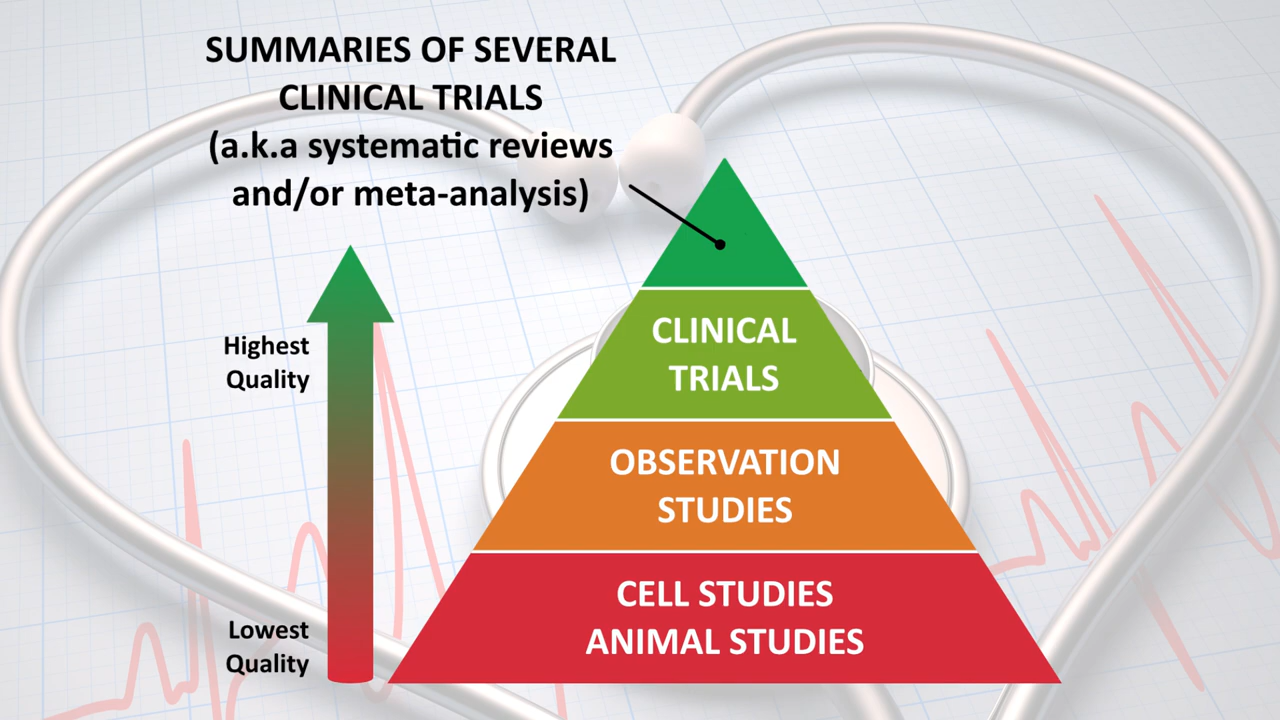 SUMMARIES OF SEVERAL
CLINICAL TRIALS
(a.k.a systematic reviews
and/or meta-analysis)
Highest
Quality
CLINICAL
TRIALS
OBSERVATION
STUDIES
CELL STUDIES
ANIMAL STUDIES
Lowest
Quality